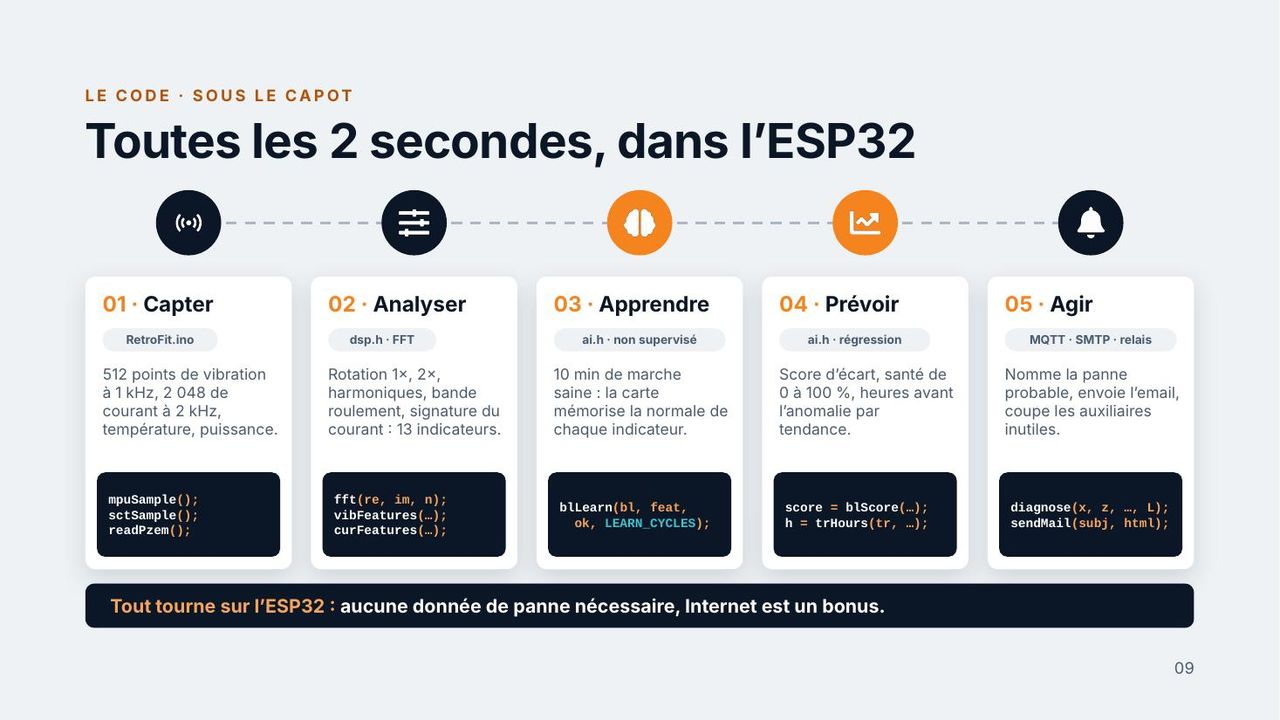 LE CODE · SOUS LE CAPOT
Toutes les 2 secondes, dans l’ESP32
01 · Capter
RetroFit.ino
512 points de vibration
à 1 kHz, 2 048 de
courant à 2 kHz,
température, puissance.
mpuSample();
sctSample();
readPzem();
02 · Analyser
dsp.h · FFT
Rotation 1×, 2×,
harmoniques, bande
roulement, signature du
courant : 13 indicateurs.
fft(re, im, n);
vibFeatures(…);
curFeatures(…);
03 · Apprendre
ai.h · non supervisé
10 min de marche
saine : la carte
mémorise la normale de
chaque indicateur.
blLearn(bl, feat,
ok, LEARN_CYCLES);
04 · Prévoir
ai.h · régression
Score d’écart, santé de
0 à 100 %, heures avant
l’anomalie par
tendance.
score = blScore(…);
h = trHours(tr, …);
05 · Agir
MQTT · SMTP · relais
Nomme la panne
probable, envoie l’email,
coupe les auxiliaires
inutiles.
diagnose(x, z, …, L);
sendMail(subj, html);
Tout tourne sur l’ESP32 : aucune donnée de panne nécessaire, Internet est un bonus.
09